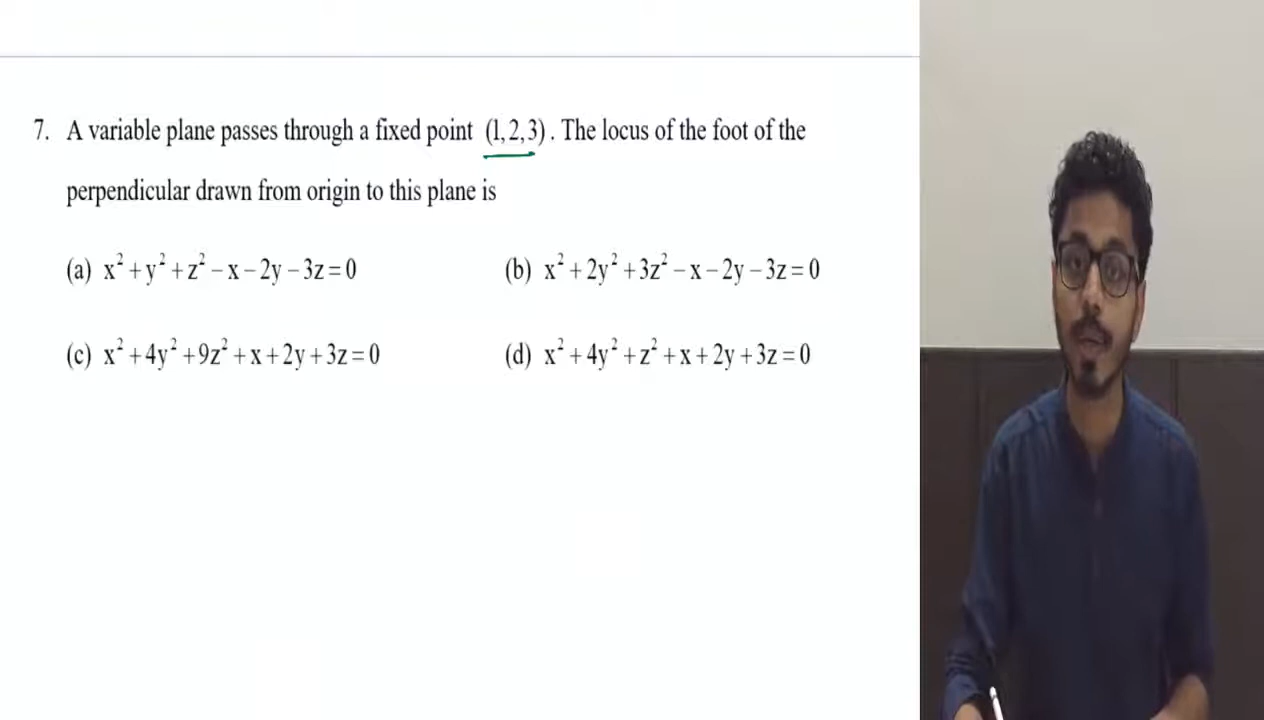 7. A variable plane passes through a fixed point (1,2,3). The locus of the foot of the
perpendicular drawn from origin to this plane is
(a) x² + y² + z² − x − 2y − 3z = 0 (b) x² + 2y² + 3z² − x − 2y − 3z = 0
(c) x² + 4y² + 9z² + x + 2y + 3z = 0 (d) x² + 4y² + z² + x + 2y + 3z = 0